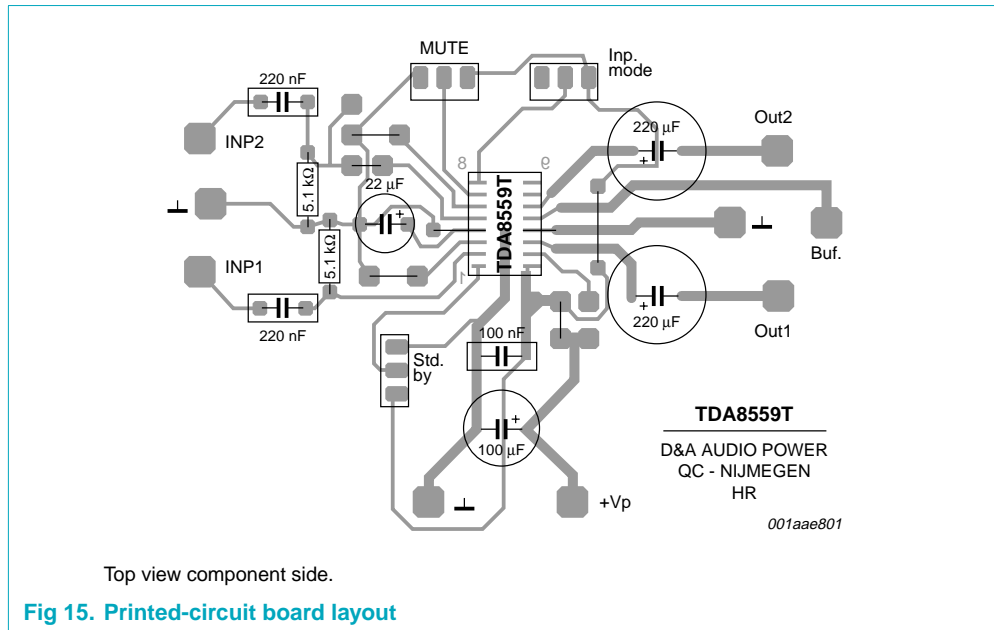 MUTE
Inp.
mode
220 nF
INP2
220 μF
+
Out2
8
9
5.1 kΩ
22 μF
+
TDA8559T
5.1 kΩ
Buf.
INP1
1
220 nF
+
220 μF
Out1
100 nF
Std.
by
+
100 μF
+Vp
TDA8559T
D&A AUDIO POWER
QC - NIJMEGEN
HR
001aae801
Top view component side.
Fig 15. Printed-circuit board layout